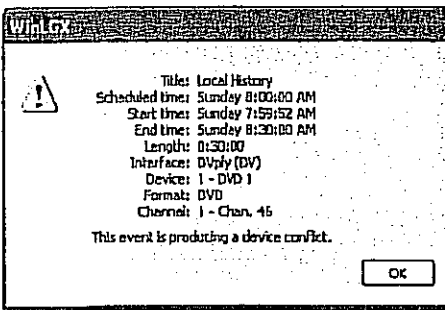 WinLGX
Title: Local History
Scheduled time: Sunday 8:00:00 AM
Start time: Sunday 7:59:52 AM
End time: Sunday 8:30:00 AM
Length: 0:30:00
Interface: DVply (DV)
Device: 1 - DVD 1
Format: DVD
Channel: 1 - Chan. 46
This event is producing a device conflict.
OK